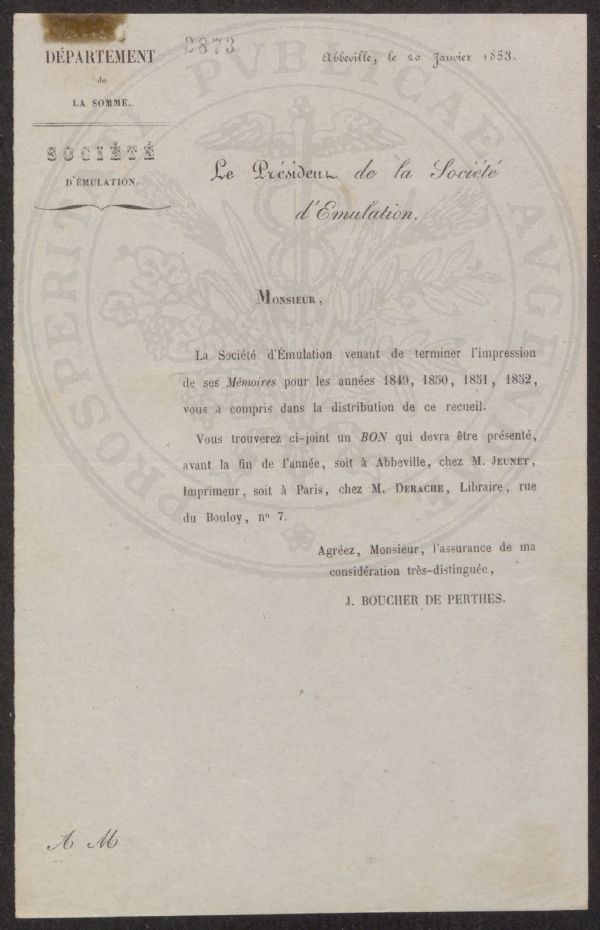 DÉPARTEMENT
de
LA SOMME.
SOCIÉTÉ
D'ÉMULATION.
2873
Abbeville, le 20 Janvier 1853.
Le Président de la Société
d'Emulation.
MONSIEUR,
La Société d'Émulation venant de terminer l'impression
de ses Mémoires pour les années 1849, 1850, 1851, 1852,
vous a compris dans la distribution de ce recueil.
Vous trouverez ci-joint un BON qui devra être présenté,
avant la fin de l'année, soit à Abbeville, chez M. JEUNET,
Imprimeur, soit à Paris, chez M. DERACHE, Libraire, rue
du Bouloy, nº 7.
Agréez, Monsieur, l'assurance de ma
considération très-distinguée,
J. BOUCHER DE PERTHES.
A M
PROSPERITATI PVBLICAE AVGENDAE